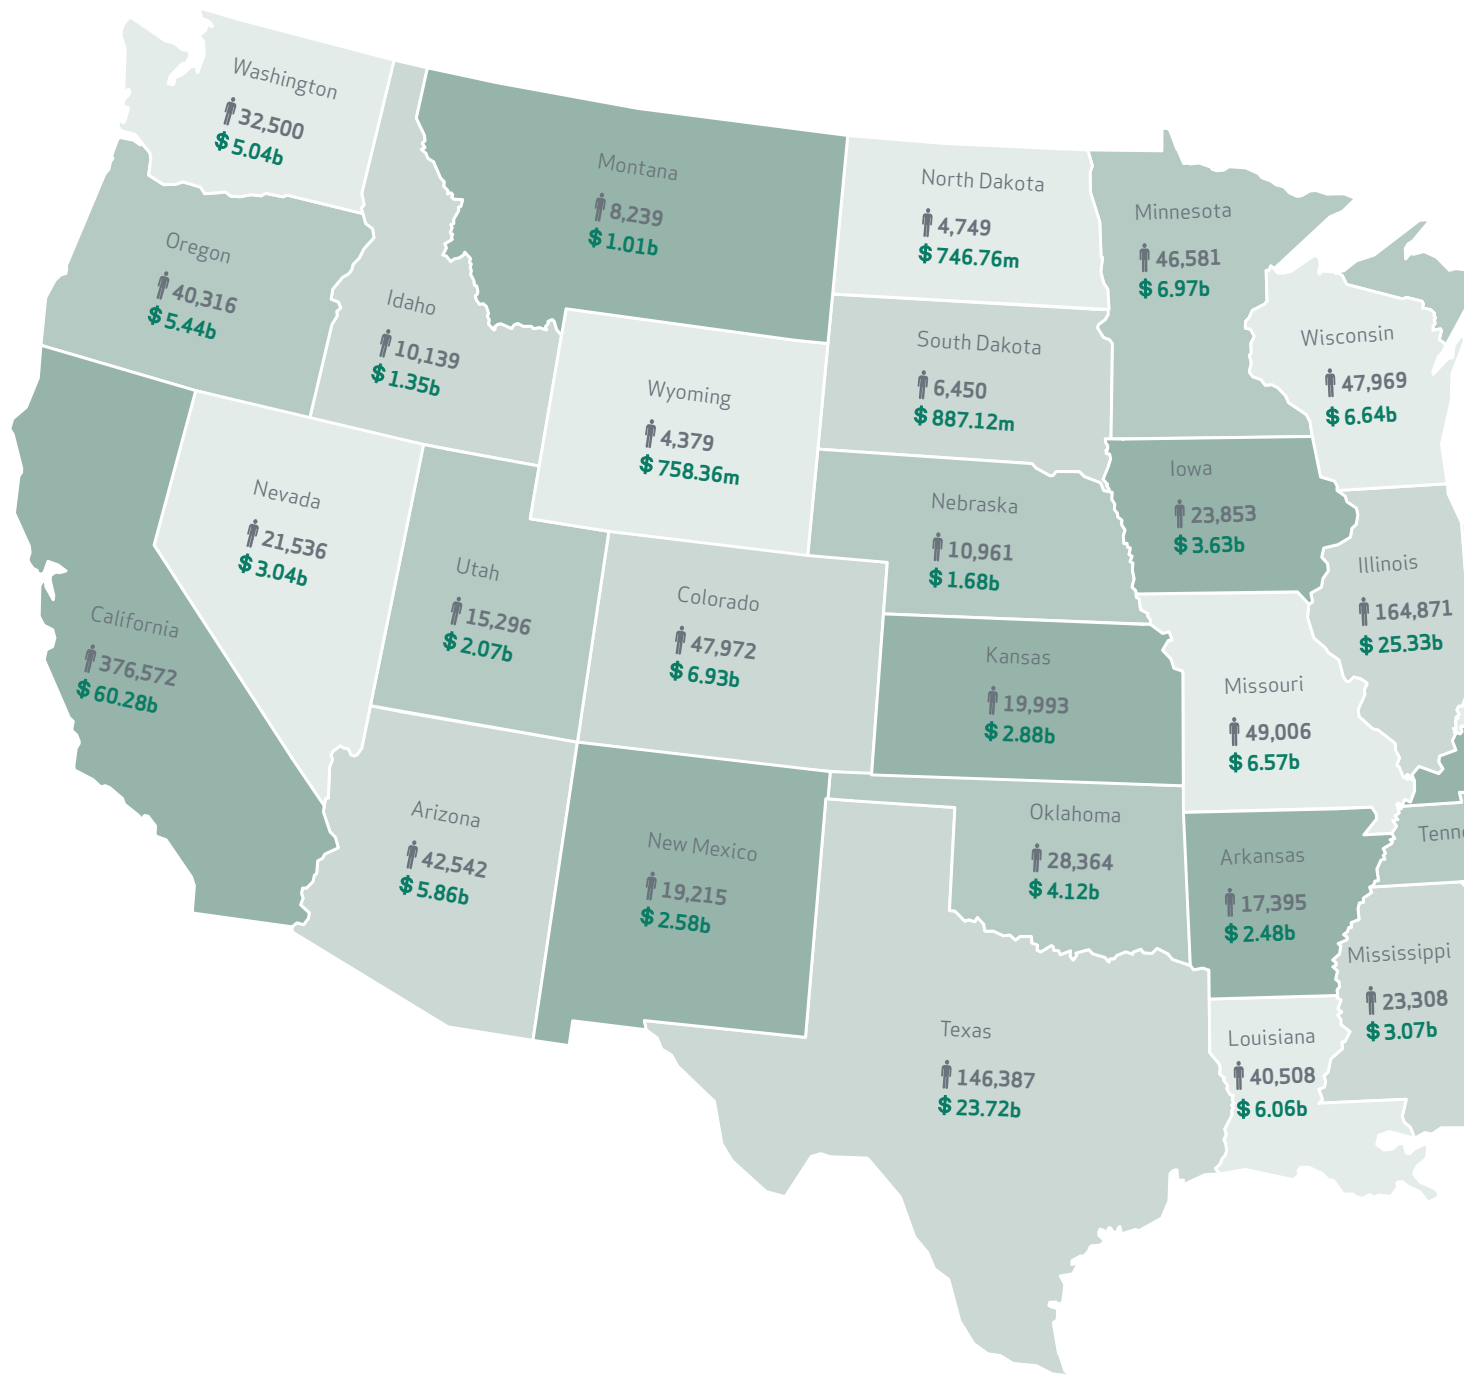 Washington
32,500
$ 5.04b
Montana
8,239
$ 1.01b
North Dakota
4,749
$ 746.76m
Minnesota
46,581
$ 6.97b
Oregon
40,316
$ 5.44b
Idaho
10,139
$ 1.35b
South Dakota
6,450
$ 887.12m
Wisconsin
47,969
$ 6.64b
Wyoming
4,379
$ 758.36m
Nevada
21,536
$ 3.04b
Nebraska
10,961
$ 1.68b
Iowa
23,853
$ 3.63b
Utah
15,296
$ 2.07b
Colorado
47,972
$ 6.93b
Illinois
164,871
$ 25.33b
California
376,572
$ 60.28b
Kansas
19,993
$ 2.88b
Missouri
49,006
$ 6.57b
Arizona
42,542
$ 5.86b
New Mexico
19,215
$ 2.58b
Oklahoma
28,364
$ 4.12b
Arkansas
17,395
$ 2.48b
Tenn
Mississippi
23,308
$ 3.07b
Texas
146,387
$ 23.72b
Louisiana
40,508
$ 6.06b